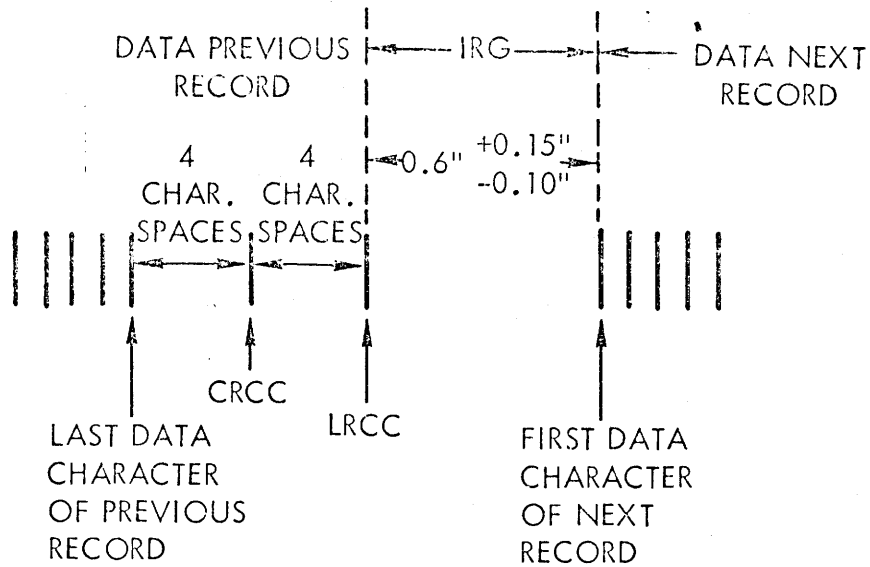 DATA PREVIOUS
RECORD
IRG
DATA NEXT
RECORD
4
CHAR.
SPACES
4
CHAR.
SPACES
0.6" +0.15"
-0.10"
CRCC
LRCC
LAST DATA
CHARACTER
OF PREVIOUS
RECORD
FIRST DATA
CHARACTER
OF NEXT
RECORD